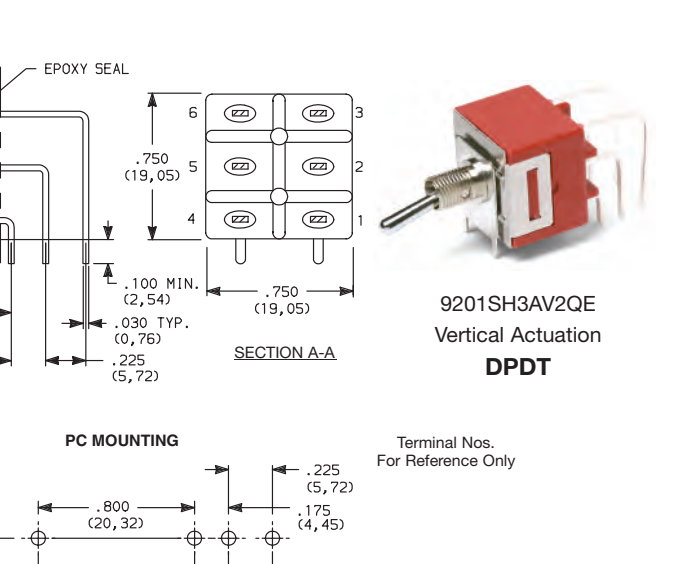 EPOXY SEAL
6
3
.750
(19,05)
5
2
4
1
.100 MIN.
(2,54)
.750
(19,05)
.030 TYP.
(0,76)
.225
(5,72)
SECTION A-A
9201SH3AV2QE
Vertical Actuation
DPDT
PC MOUNTING
Terminal Nos.
For Reference Only
.225
(5,72)
.800
(20,32)
.175
(4,45)